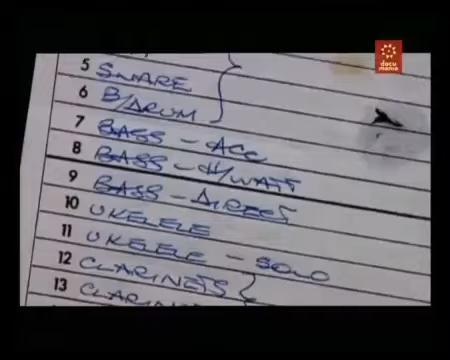 docu
mania
5 SNARE
6 B/DRUM
7 BASS - ACC
8 BASS - H/WATT
9 BASS - DIRECT
10 UKELELE
11 UKELELE - SOLO
12 CLARINETS
13